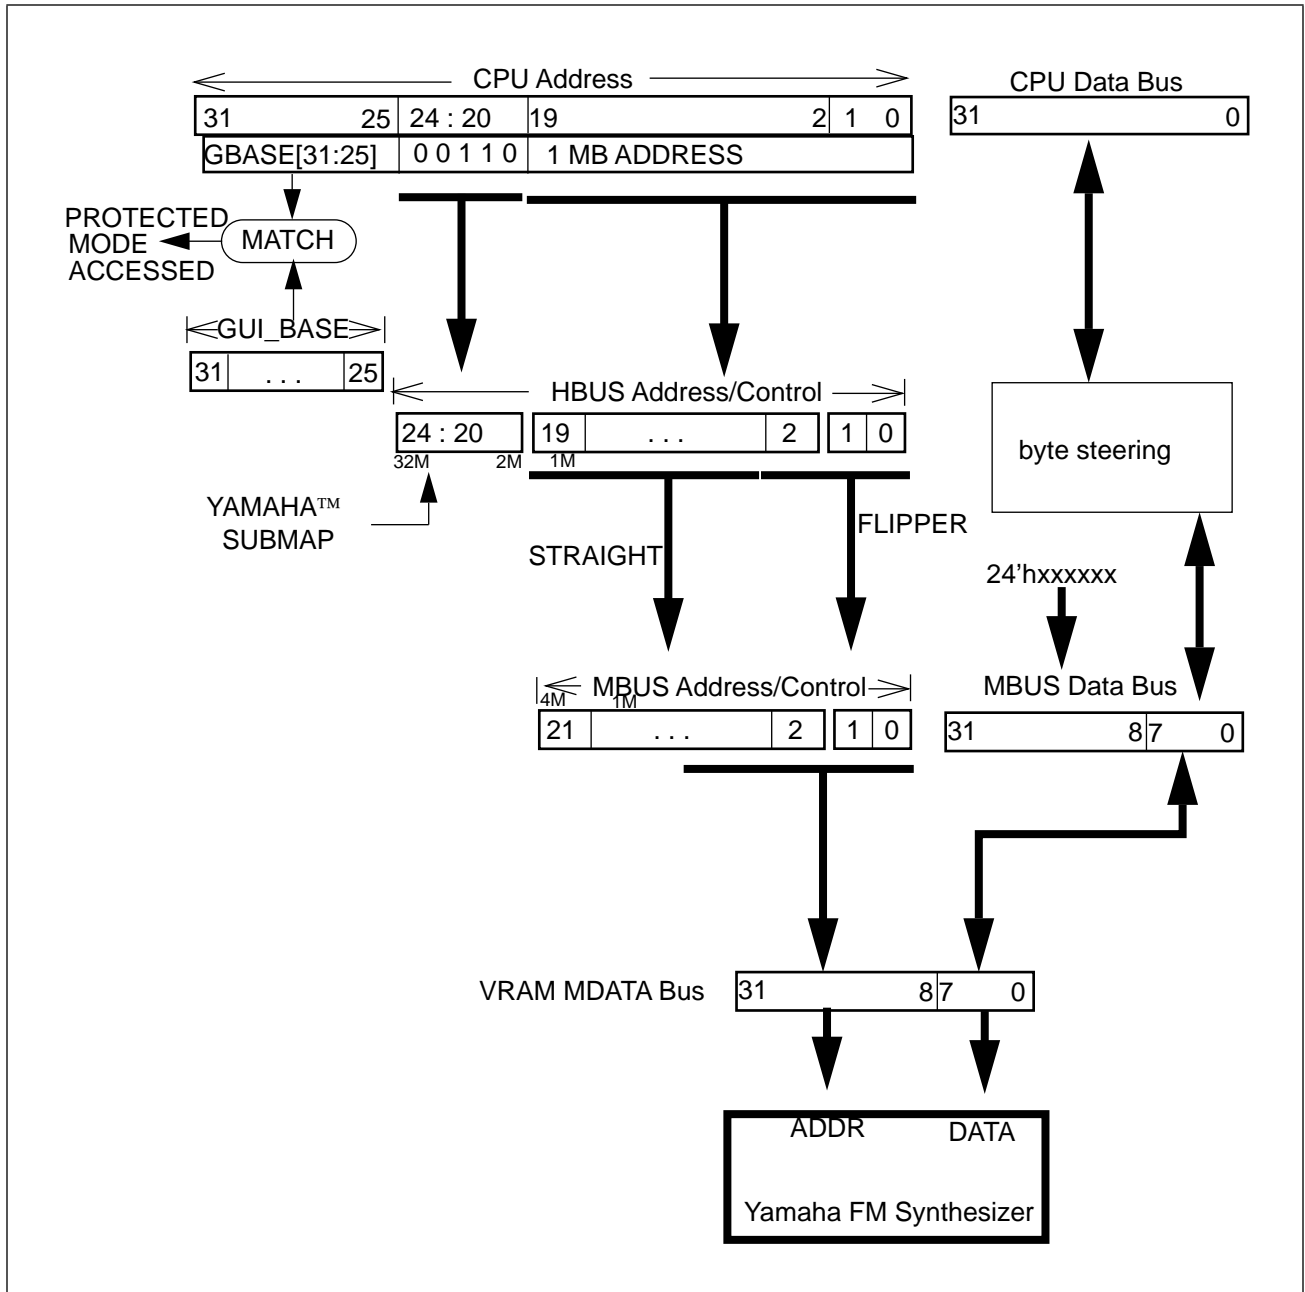 CPU Address
CPU Data Bus
31 25 24 : 20 19 2 1 0
31 0
GBASE[31:25] 0 0 1 1 0 1 MB ADDRESS
PROTECTED
MODE
ACCESSED
MATCH
GUI_BASE
31 . . . 25
HBUS Address/Control
24 : 20 19 . . . 2 1 0
32M 2M 1M
byte steering
YAMAHA™
SUBMAP
STRAIGHT
FLIPPER
24'hxxxxxx
MBUS Address/Control
4M 1M
MBUS Data Bus
21 . . . 2 1 0
31 8 7 0
VRAM MDATA Bus
31 8 7 0
ADDR DATA
Yamaha FM Synthesizer